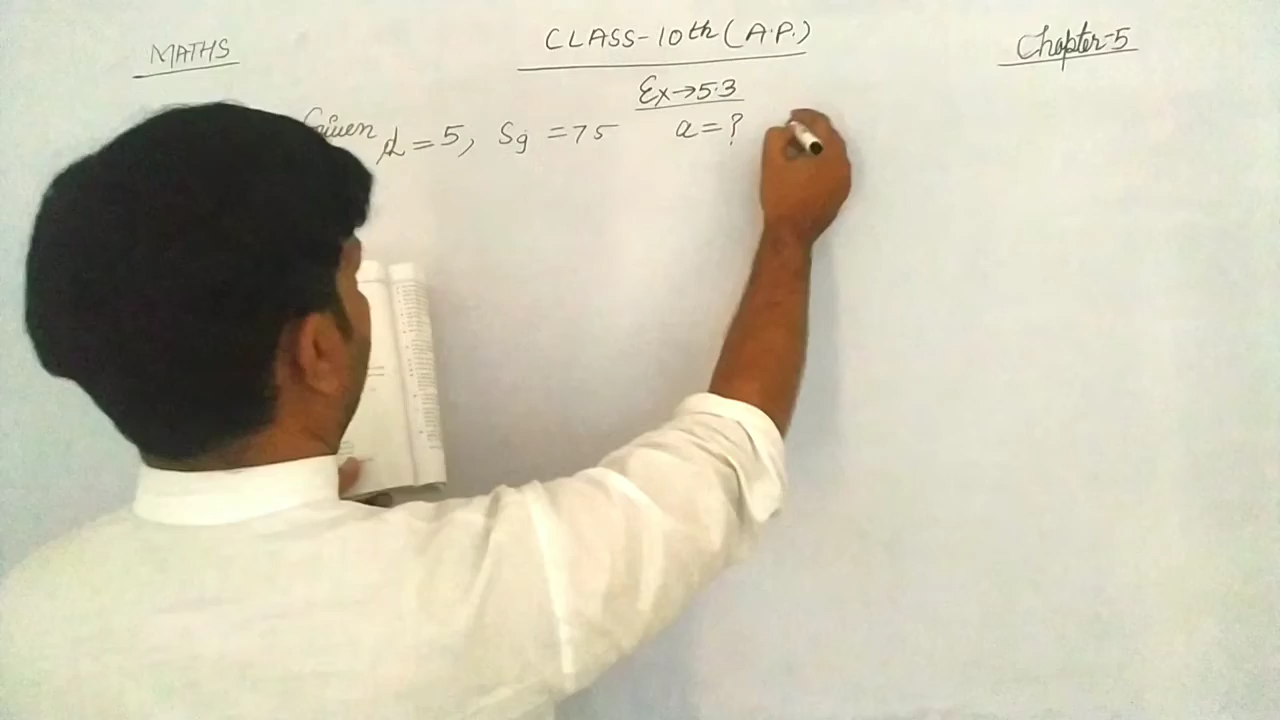 MATHS CLASS-10th (A.P.) Chapter-5
Ex→5.3
Given d = 5, S9 = 75 a = ?